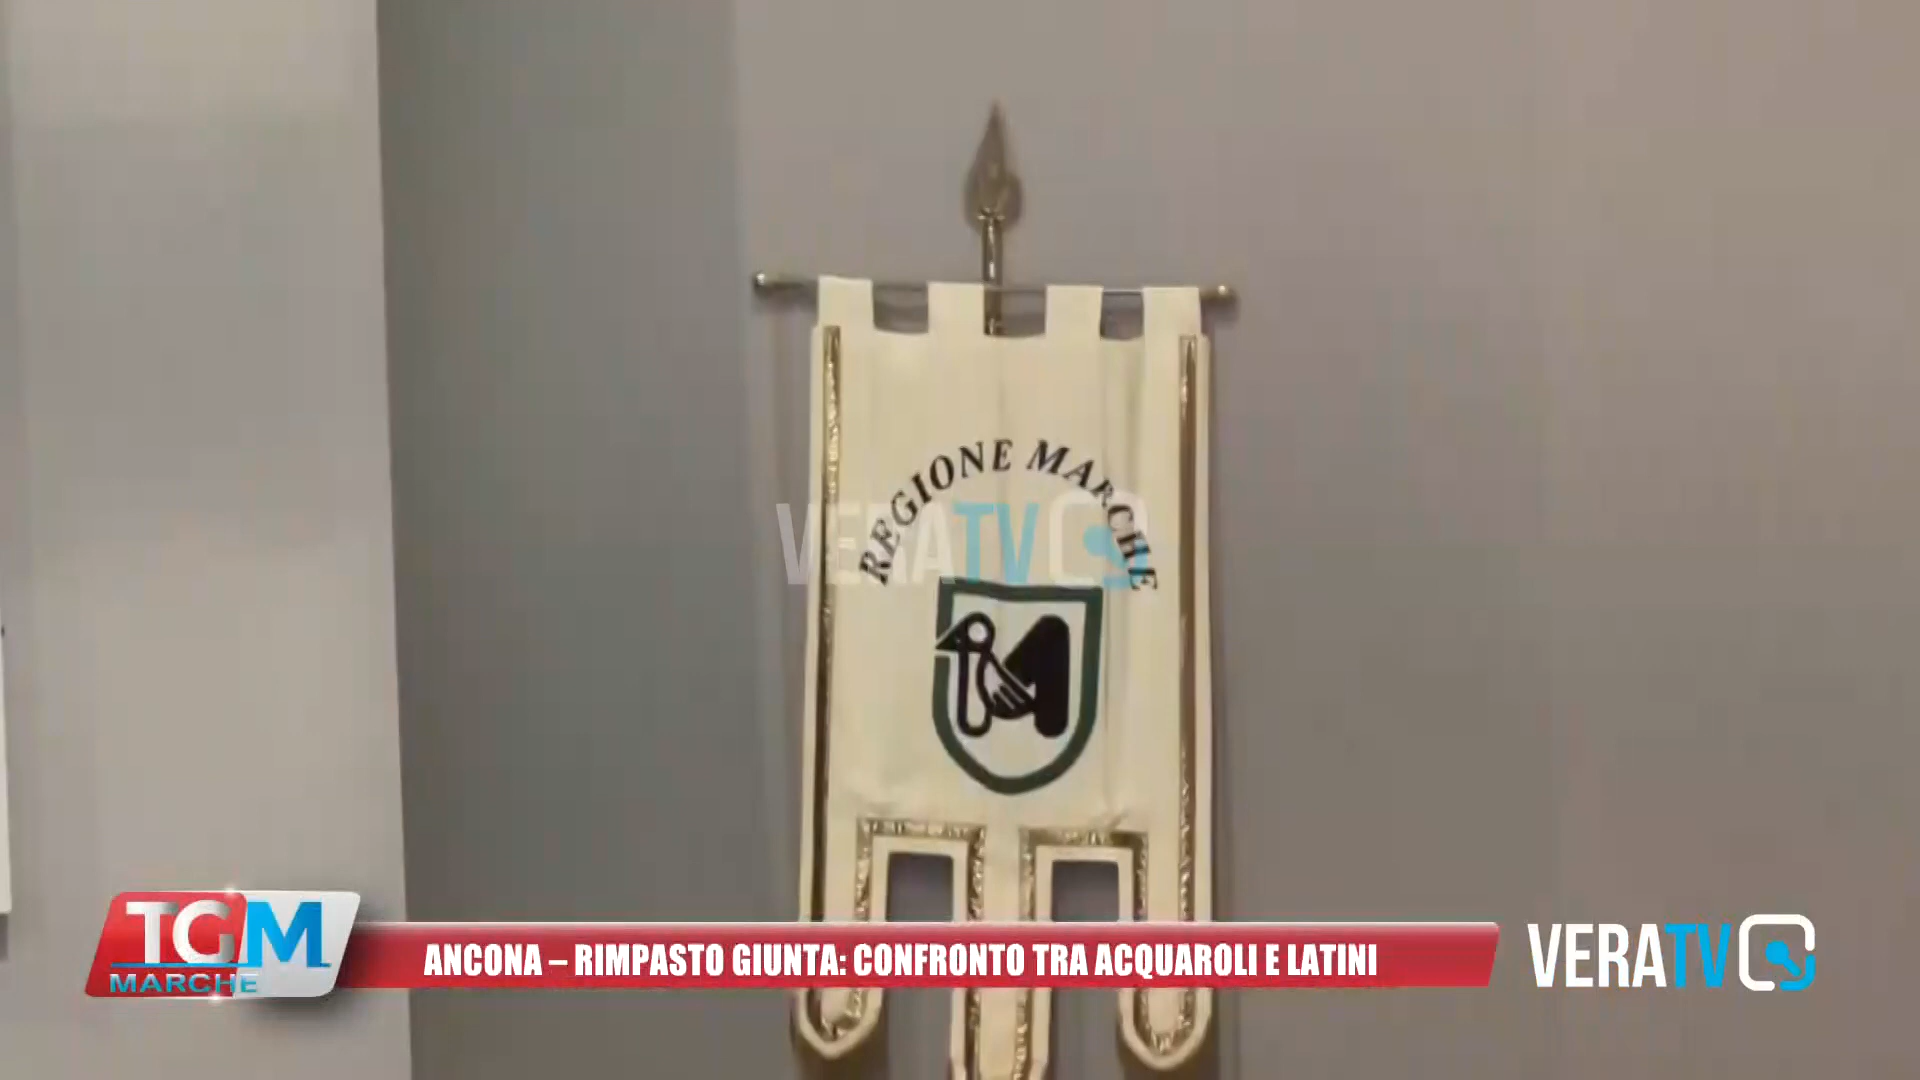 REGIONE MARCHE
VERATV
TGM
MARCHE
ANCONA – RIMPASTO GIUNTA: CONFRONTO TRA ACQUAROLI E LATINI
VERATV